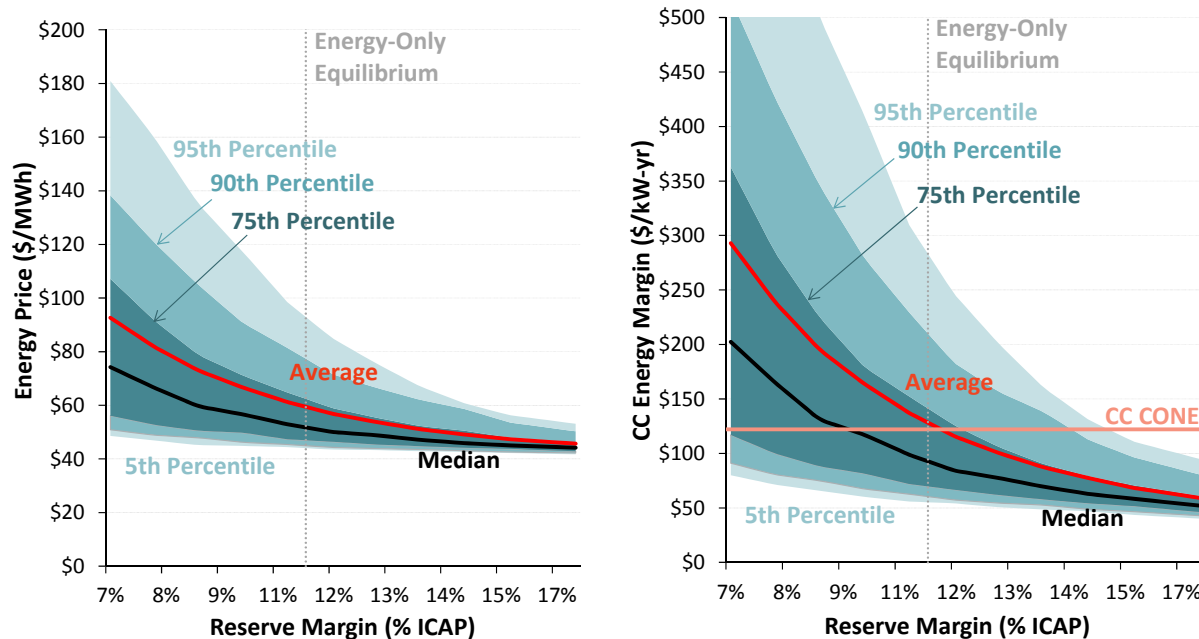 $200
$180
$160
$140
$120
$100
$80
$60
$40
$20
$0
Energy Price ($/MWh)
Energy-Only
Equilibrium
95th Percentile
90th Percentile
75th Percentile
Average
Median
5th Percentile
7% 8% 9% 11% 12% 13% 14% 15% 17%
Reserve Margin (% ICAP)
$500
$450
$400
$350
$300
$250
$200
$150
$100
$50
$0
CC Energy Margin ($/kW-yr)
Energy-Only
Equilibrium
95th Percentile
90th Percentile
75th Percentile
Average
CC CONE
Median
5th Percentile
7% 8% 9% 11% 12% 13% 14% 15% 17%
Reserve Margin (% ICAP)